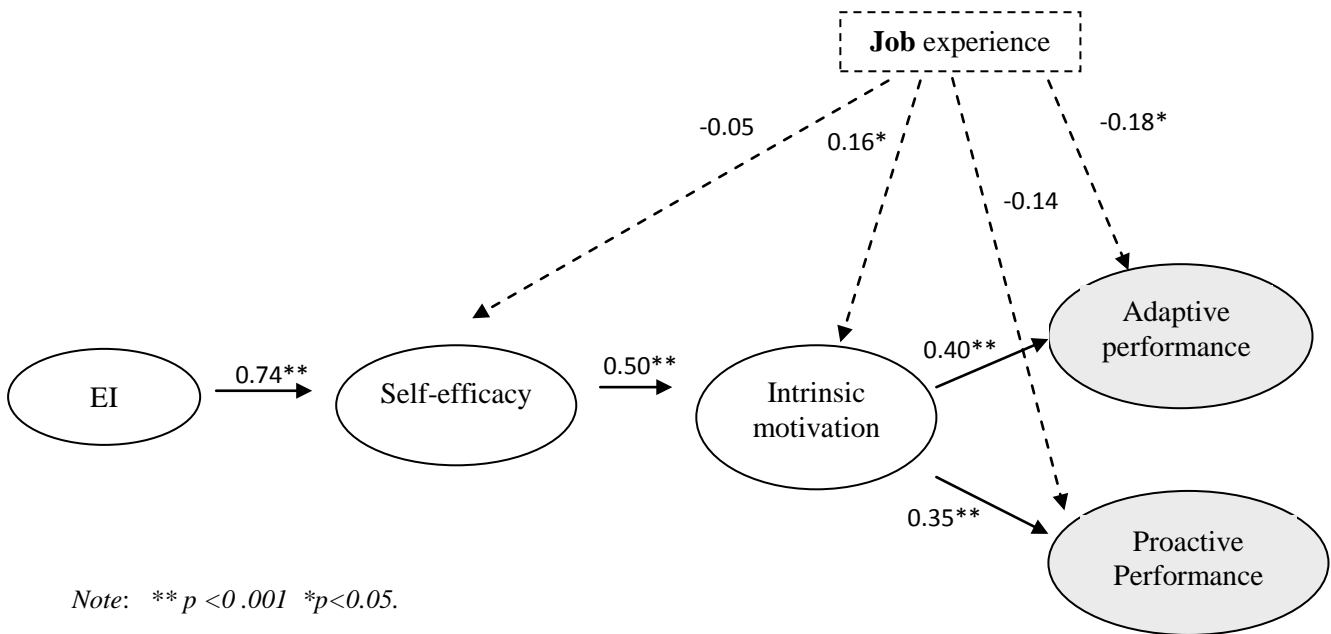 Job experience
-0.05
0.16*
-0.18*
-0.14
Adaptive
performance
0.40**
0.74**
0.50**
EI
Self-efficacy
Intrinsic
motivation
0.35**
Proactive
Performance
Note: ** p <0 .001 *p<0.05.